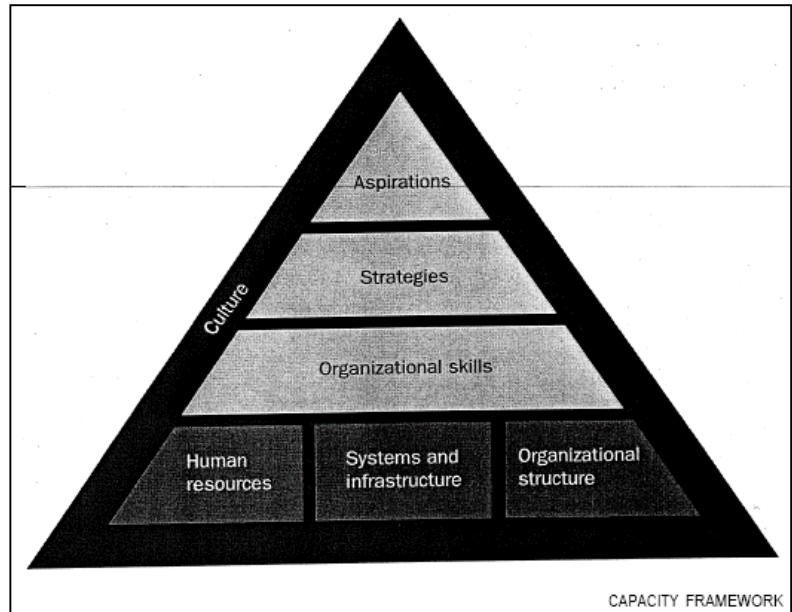 Aspirations
Strategies
Culture
Organizational skills
Human
resources
Systems and
infrastructure
Organizational
structure
CAPACITY FRAMEWORK